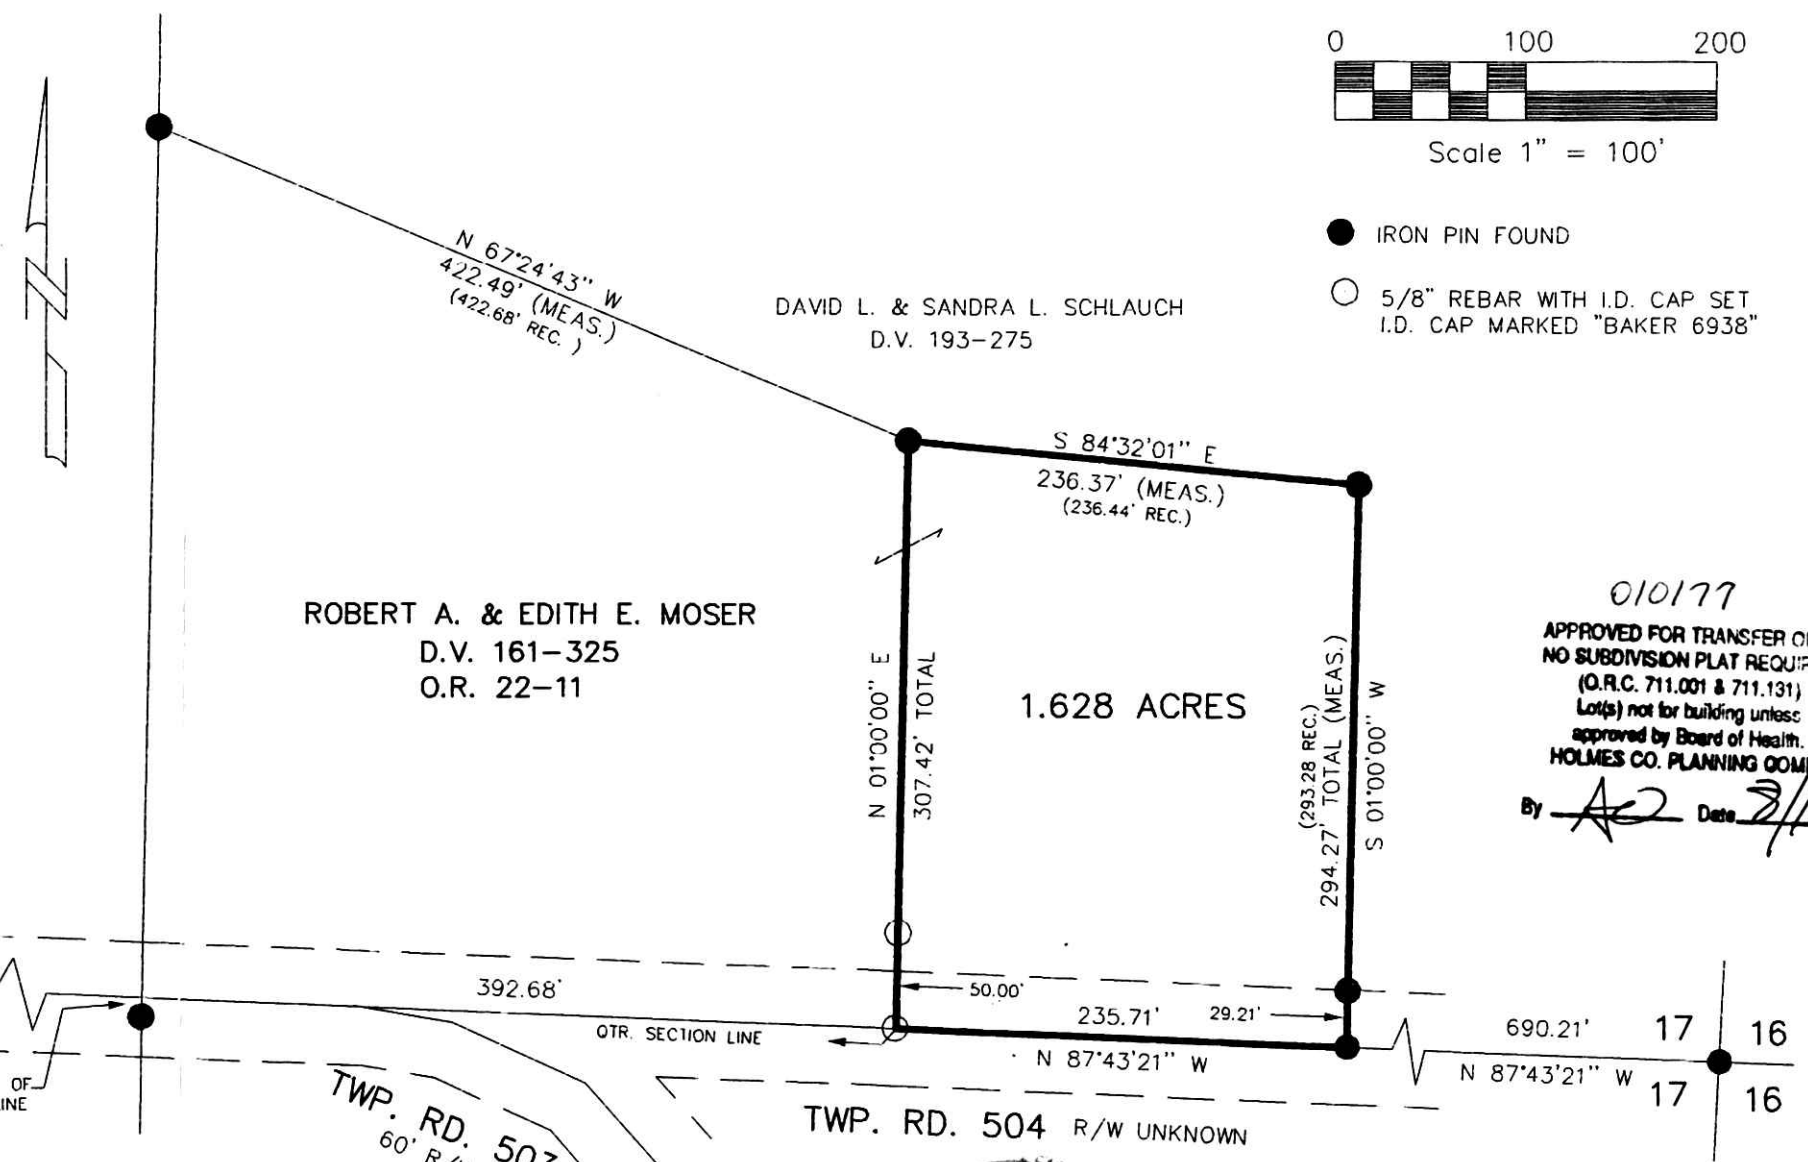 0 100 200
Scale 1" = 100'
IRON PIN FOUND
5/8" REBAR WITH I.D. CAP SET
I.D. CAP MARKED "BAKER 6938"
N
N 67°24'43" W
422.49' (MEAS.)
(422.68' REC. )
DAVID L. & SANDRA L. SCHLAUCH
D.V. 193-275
S 84°32'01" E
236.37' (MEAS.)
(236.44' REC.)
ROBERT A. & EDITH E. MOSER
D.V. 161-325
O.R. 22-11
N 01°00'00" E
307.42' TOTAL
1.628 ACRES
(293.28 REC.)
294.27' TOTAL (MEAS.)
S 01°00'00" W
010177
APPROVED FOR TRANSFER
NO SUBDIVISION PLAT
(O.R.C. 711.001 & 711.131)
Lot(s) not for building unless
approved by Board of Health.
HOLMES CO. PLANNING
By Date
392.68'
50.00'
235.71'
29.21'
QTR. SECTION LINE
N 87°43'21" W
690.21'
N 87°43'21" W
17 16
17 16
OF
TWP. RD. 503
60'
TWP. RD. 504 R/W UNKNOWN